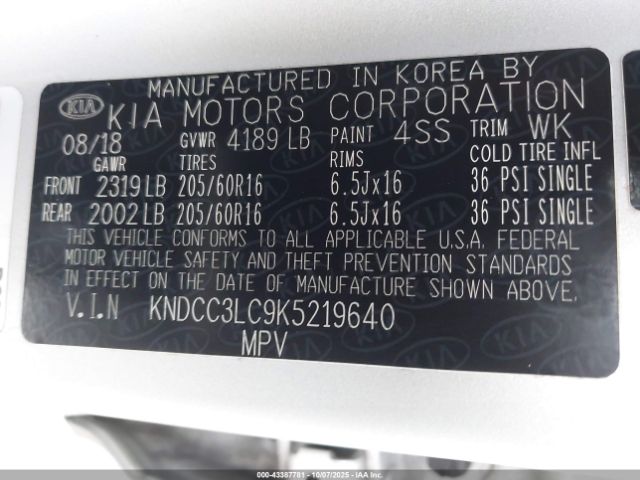 MANUFACTURED IN KOREA BY
KIA KIA MOTORS CORPORATION
08/18 GVWR 4189 LB PAINT 4SS TRIM WK
GAWR TIRES RIMS COLD TIRE INFL
FRONT 2319 LB 205/60R16 6.5Jx16 36 PSI SINGLE
REAR 2002 LB 205/60R16 6.5Jx16 36 PSI SINGLE
THIS VEHICLE CONFORMS TO ALL APPLICABLE U.S.A. FEDERAL
MOTOR VEHICLE SAFETY AND THEFT PREVENTION STANDARDS
IN EFFECT ON THE DATE OF MANUFACTURE SHOWN ABOVE.
V.I.N KNDCC3LC9K5219640
MPV
000-43387781 - 10/07/2025 - IAAI.COM